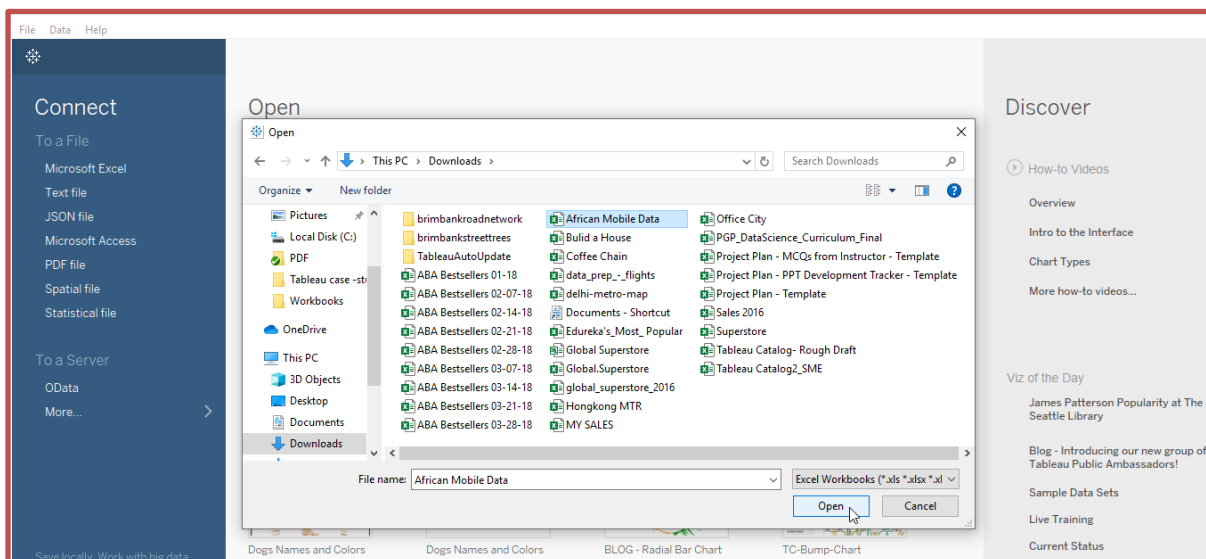 File Data Help
Connect
To a File
Microsoft Excel
Text file
JSON file
Microsoft Access
PDF file
Spatial file
Statistical file
To a Server
OData
More...
Save locally. Work with big data
Open
Open
This PC > Downloads >
Search Downloads
Organize
New folder
Pictures
Local Disk (C:)
PDF
Tableau case -st
Workbooks
OneDrive
This PC
3D Objects
Desktop
Documents
Downloads
brimbankroadnetwork
brimbankstreettrees
TableauAutoUpdate
ABA Bestsellers 01-18
ABA Bestsellers 02-07-18
ABA Bestsellers 02-14-18
ABA Bestsellers 02-21-18
ABA Bestsellers 02-28-18
ABA Bestsellers 03-07-18
ABA Bestsellers 03-14-18
ABA Bestsellers 03-21-18
ABA Bestsellers 03-28-18
African Mobile Data
Bulid a House
Coffee Chain
data_prep_-_flights
delhi-metro-map
Documents - Shortcut
Edureka's_Most_ Popular
Global Superstore
Global.Superstore
global_superstore_2016
Hongkong MTR
MY SALES
Office City
PGP_DataScience_Curriculum_Final
Project Plan - MCQs from Instructor - Template
Project Plan - PPT Development Tracker - Template
Project Plan - Template
Sales 2016
Superstore
Tableau Catalog- Rough Draft
Tableau Catalog2_SME
File name: African Mobile Data
Excel Workbooks (*.xls *.xlsx *.xl
Open
Cancel
Dogs Names and Colors
Dogs Names and Colors
BLOG - Radial Bar Chart
TC-Bump-Chart
Discover
How-to Videos
Overview
Intro to the Interface
Chart Types
More how-to videos...
Viz of the Day
James Patterson Popularity at The
Seattle Library
Blog - Introducing our new group of
Tableau Public Ambassadors!
Sample Data Sets
Live Training
Current Status